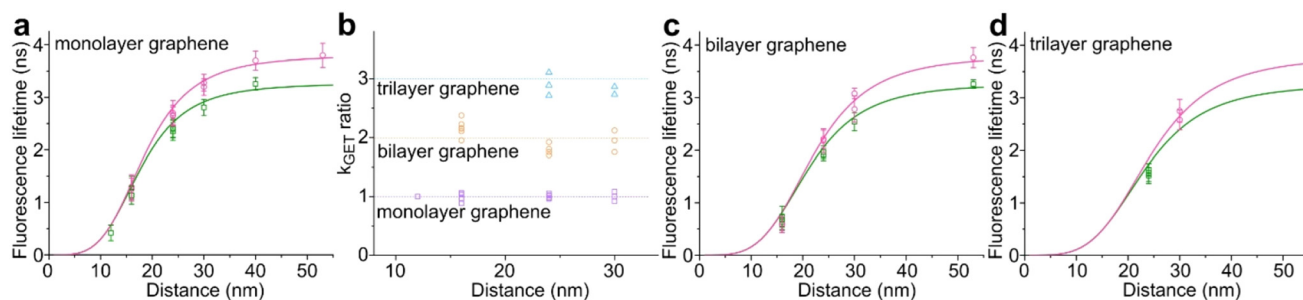 a
monolayer graphene
Fluorescence lifetime (ns)
4
3
2
1
0
0 10 20 30 40 50
Distance (nm)
b
trilayer graphene
bilayer graphene
monolayer graphene
kGET ratio
3
2
1
0
10 20 30
Distance (nm)
c
bilayer graphene
Fluorescence lifetime (ns)
4
3
2
1
0
0 10 20 30 40 50
Distance (nm)
d
trilayer graphene
Fluorescence lifetime (ns)
4
3
2
1
0
0 10 20 30 40 50
Distance (nm)